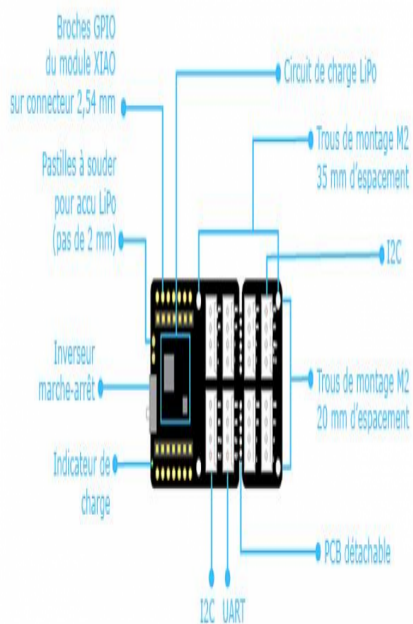 Broches GPIO
du module XIAO
sur connecteur 2,54 mm
Circuit de charge LiPo
Trous de montage M2
35 mm d'espacement
Pastilles à souder
pour accu LiPo
(pas de 2 mm)
I2C
Inverseur
marche-arrêt
Trous de montage M2
20 mm d'espacement
Indicateur de
charge
PCB détachable
I2C UART